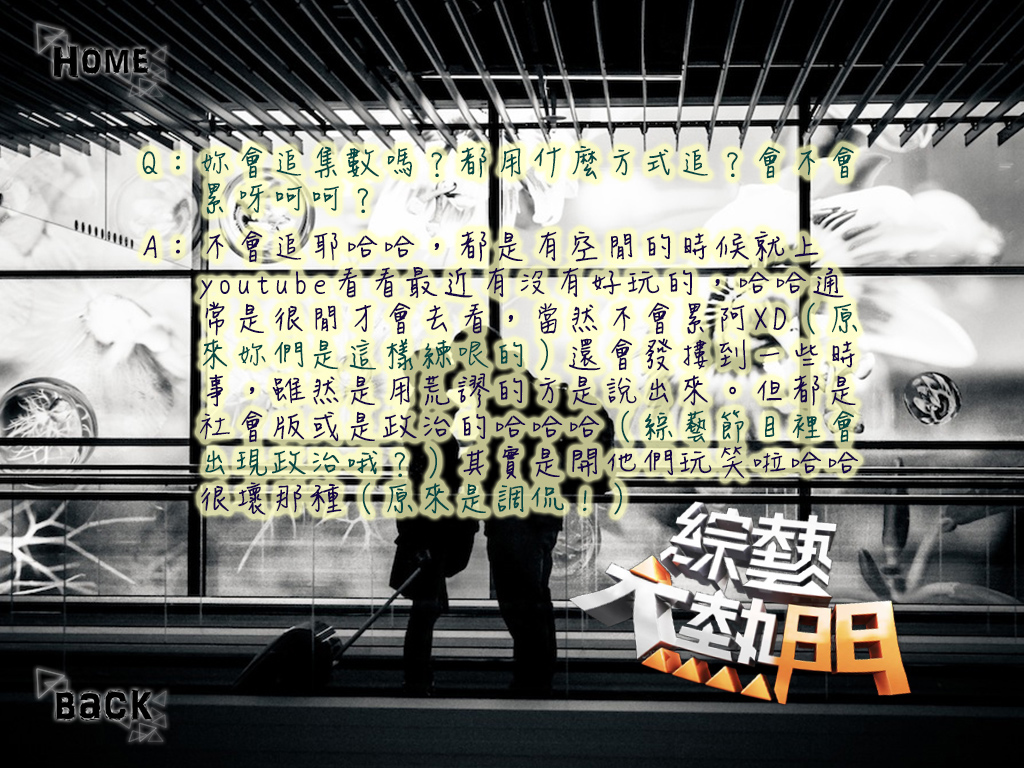 HOME
Q：妳會追集數嗎？都用什麼方式追？會不會
累呀呵呵？
A：不會追耶哈哈，都是有空閒的時候就上
youtube看看最近有沒有好玩的，哈哈通
常是很閒才會去看，當然不會累阿XD（原
來妳們是這樣練哏的）還會發摟到一些時
事，雖然是用荒謬的方是說出來。但都是
社會版或是政治的哈哈哈（綜藝節目裡會
出現政治哦？）其實是開他們玩笑啦哈哈
很壞那種（原來是調侃！）
綜藝
大熱門
BACK